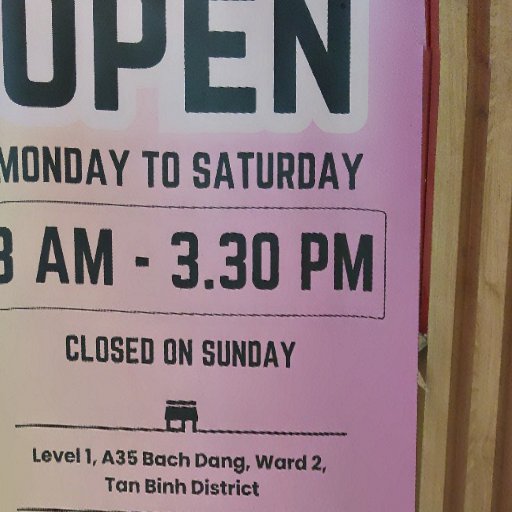 OPEN
MONDAY TO SATURDAY
AM - 3.30 PM
CLOSED ON SUNDAY
Level 1, A35 Bach Dang, Ward 2,
Tan Binh District